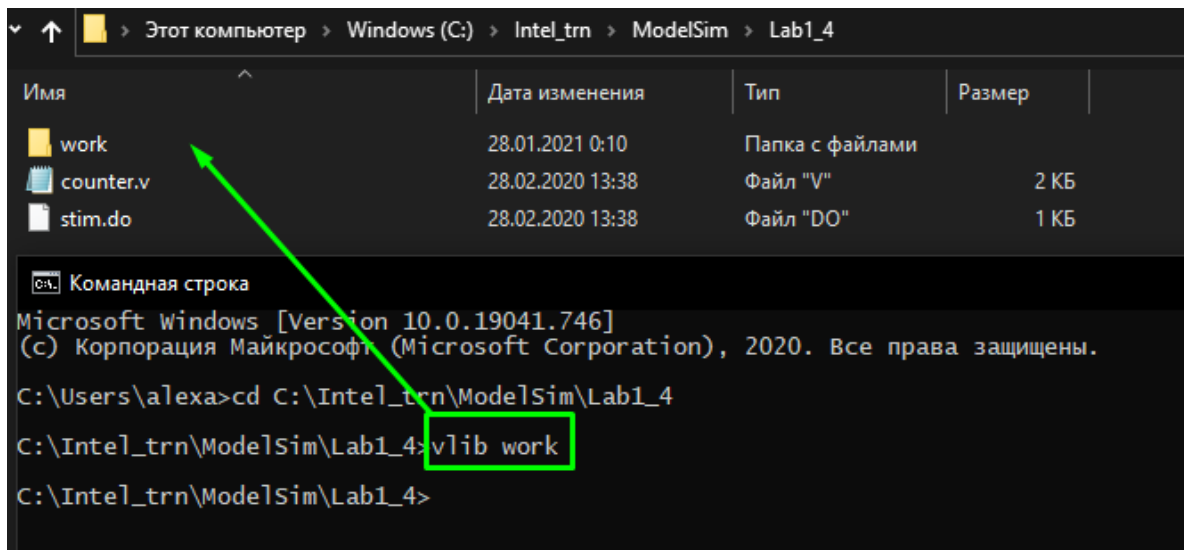 Этот компьютер > Windows (C:) > Intel_trn > ModelSim > Lab1_4
Имя Дата изменения Тип Размер
work 28.01.2021 0:10 Папка с файлами
counter.v 28.02.2020 13:38 Файл "V" 2 КБ
stim.do 28.02.2020 13:38 Файл "DO" 1 КБ
Командная строка
Microsoft Windows [Version 10.0.19041.746]
(c) Корпорация Майкрософт (Microsoft Corporation), 2020. Все права защищены.
C:\Users\alexa>cd C:\Intel_trn\ModelSim\Lab1_4
C:\Intel_trn\ModelSim\Lab1_4>vlib work
C:\Intel_trn\ModelSim\Lab1_4>